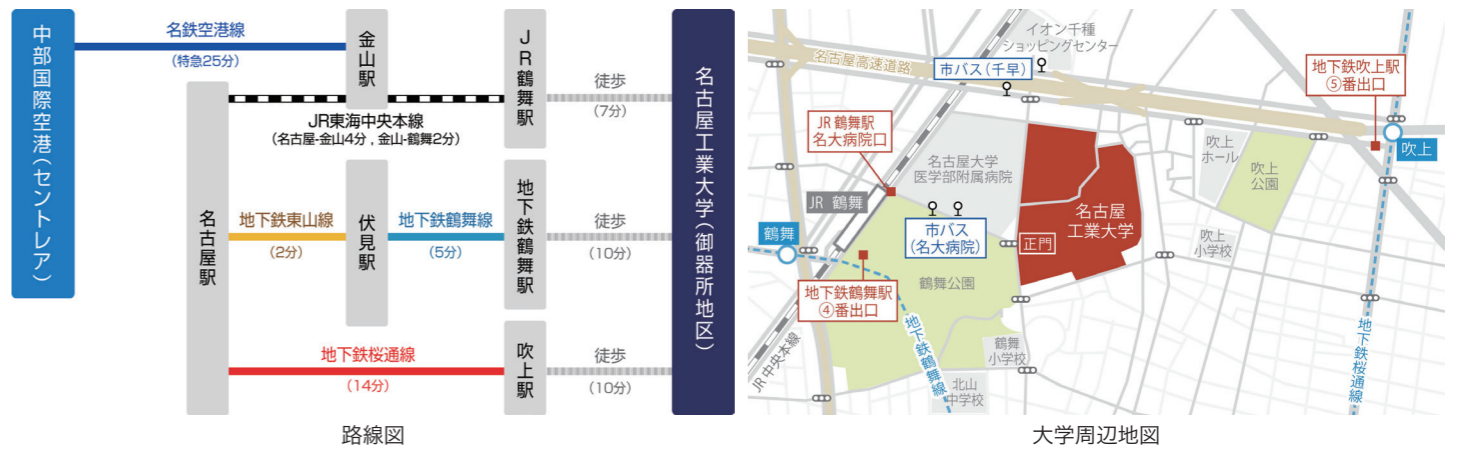 中部国際空港(セントレア)
名鉄空港線
(特急25分)
金山駅
JR鶴舞駅
徒歩
(7分)
名古屋工業大学(御器所地区)
JR東海中央本線
(名古屋-金山4分 , 金山-鶴舞2分)
名古屋駅
地下鉄東山線
(2分)
伏見駅
地下鉄鶴舞線
(5分)
地下鉄鶴舞駅
徒歩
(10分)
地下鉄桜通線
(14分)
吹上駅
徒歩
(10分)
路線図
イオン千種
ショッピングセンター
名古屋高速道路
市バス(千早)
地下鉄吹上駅
⑤番出口
吹上
JR 鶴舞駅
名大病院口
名古屋大学
医学部附属病院
吹上
ホール
吹上
公園
JR 鶴舞
名古屋
工業大学
市バス
(名大病院)
正門
吹上
小学校
鶴舞
鶴舞公園
地下鉄鶴舞駅
④番出口
地下鉄鶴舞線
地下鉄桜通線
JR 中央本線
鶴舞
小学校
北山
中学校
大学周辺地図